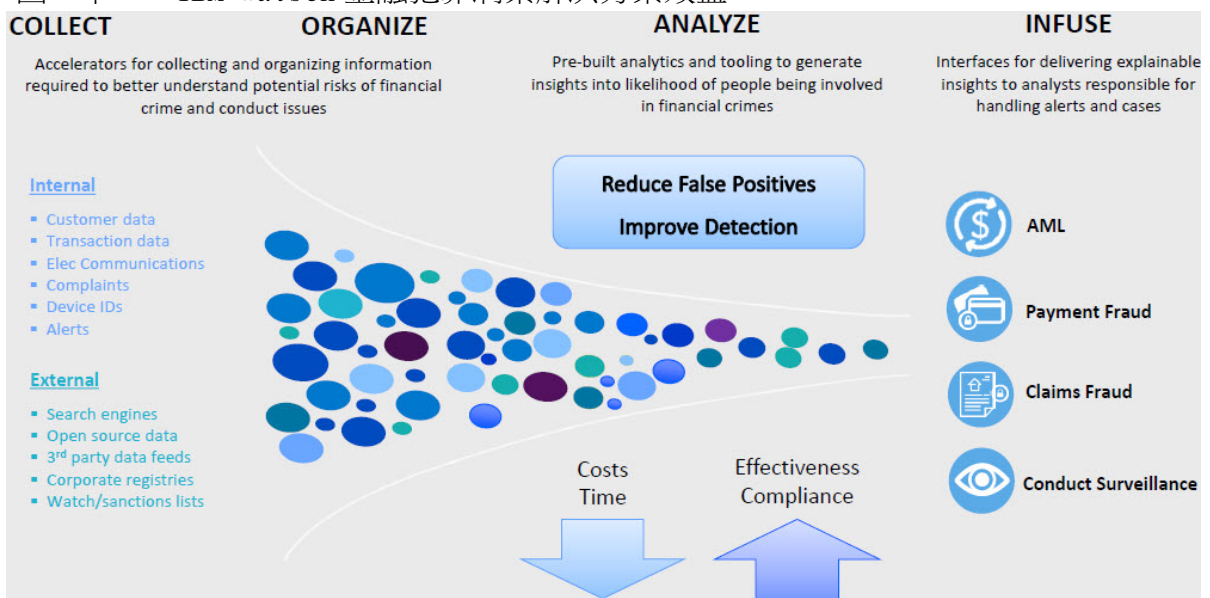 COLLECT
ORGANIZE
ANALYZE
INFUSE
Accelerators for collecting and organizing information
required to better understand potential risks of financial
crime and conduct issues
Pre-built analytics and tooling to generate
insights into likelihood of people being involved
in financial crimes
Interfaces for delivering explainable
insights to analysts responsible for
handling alerts and cases
Internal
▪ Customer data
▪ Transaction data
▪ Elec Communications
▪ Complaints
▪ Device IDs
▪ Alerts
External
▪ Search engines
▪ Open source data
▪ 3rd party data feeds
▪ Corporate registries
▪ Watch/sanctions lists
Reduce False Positives
Improve Detection
Costs
Time
Effectiveness
Compliance
AML
Payment Fraud
Claims Fraud
Conduct Surveillance